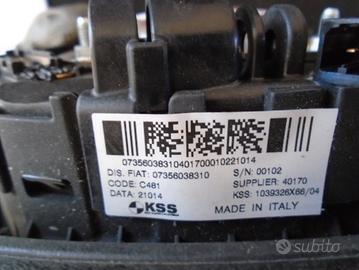 07356038310401700010221014
DIS. FIAT: 07356038310
S/N: 00102
CODE: C481
SUPPLIER: 40170
DATA: 21014
KSS: 1039326X66/04
KSS
MADE IN ITALY
subito